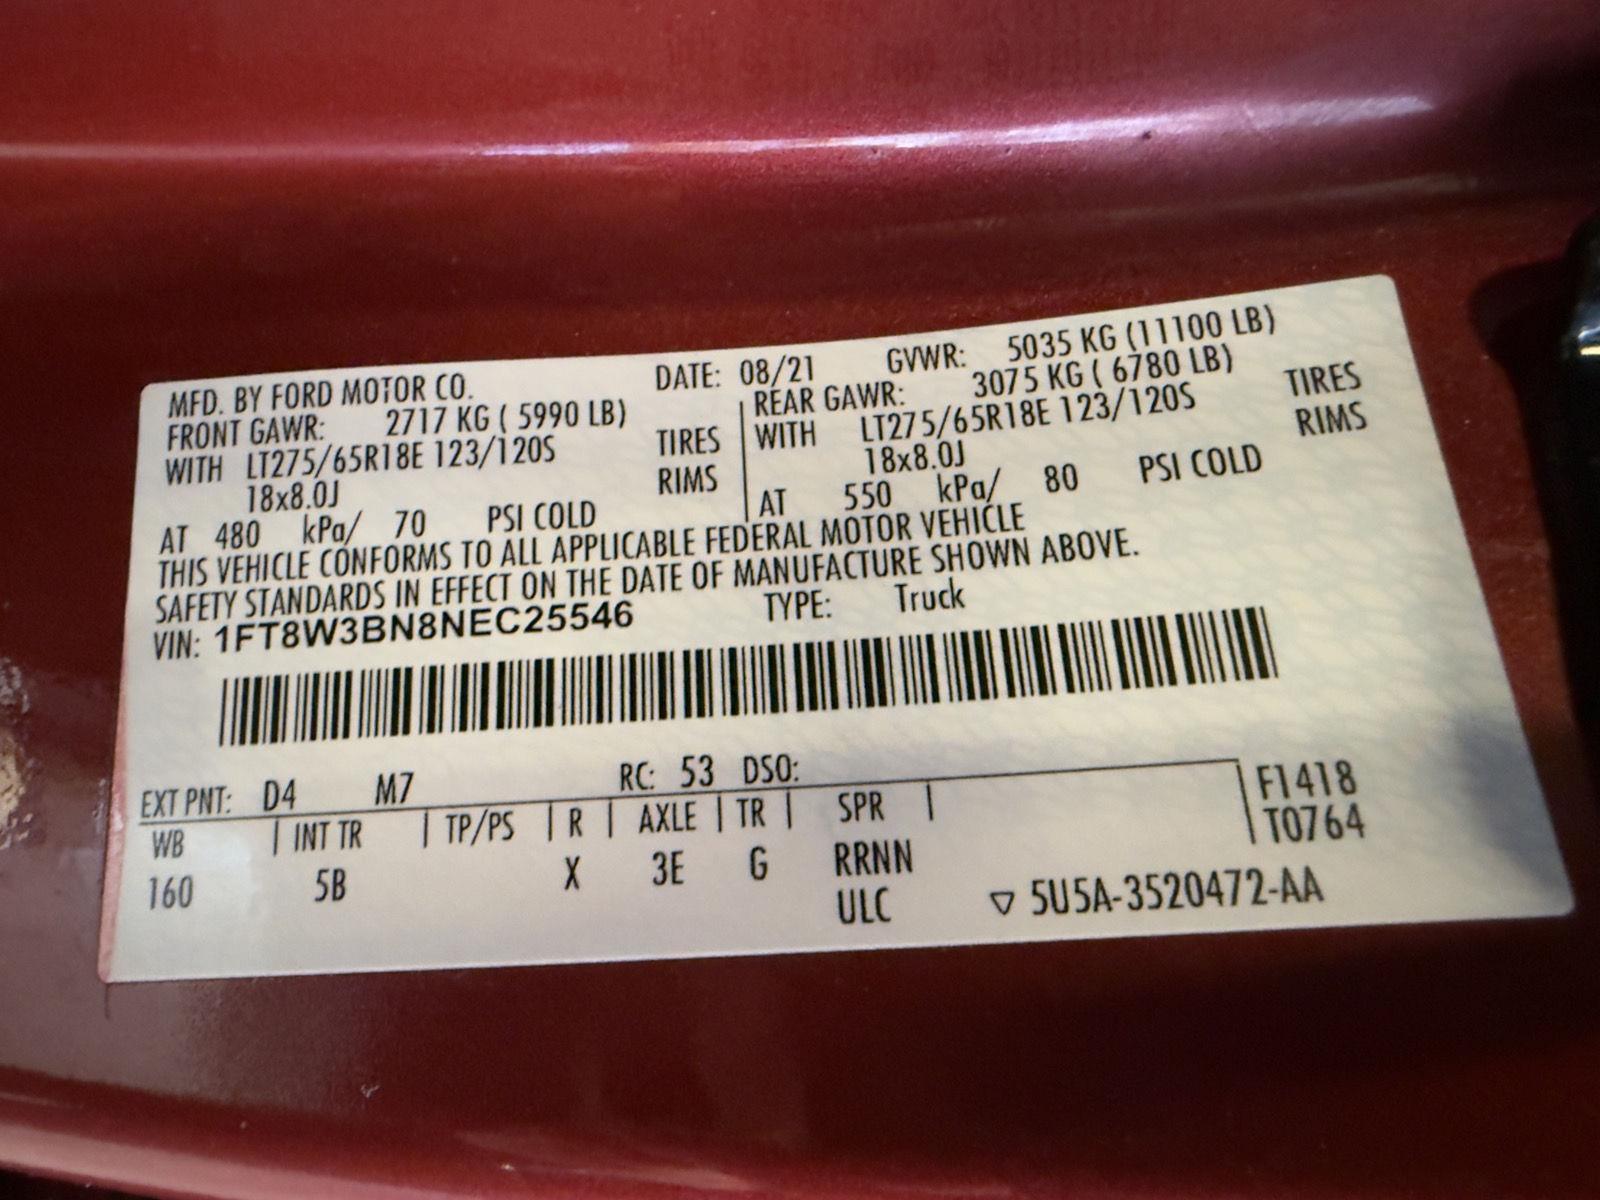 MFD. BY FORD MOTOR CO. DATE: 08/21 GVWR: 5035 KG (11100 LB)
FRONT GAWR: 2717 KG ( 5990 LB) REAR GAWR: 3075 KG ( 6780 LB)
WITH LT275/65R18E 123/120S TIRES WITH LT275/65R18E 123/120S TIRES
18x8.0J RIMS 18x8.0J RIMS
AT 480 kPa/ 70 PSI COLD AT 550 kPa/ 80 PSI COLD
THIS VEHICLE CONFORMS TO ALL APPLICABLE FEDERAL MOTOR VEHICLE
SAFETY STANDARDS IN EFFECT ON THE DATE OF MANUFACTURE SHOWN ABOVE.
VIN: 1FT8W3BN8NEC25546 TYPE: Truck
EXT PNT: D4 M7 RC: 53 DSO: F1418
WB INT TR TP/PS R AXLE TR SPR T0764
160 5B X 3E G RRNN
ULC ▽ 5U5A-3520472-AA